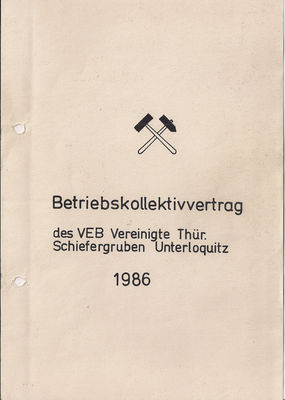 Betriebskollektivvertrag
des VEB Vereinigte Thür.
Schiefergruben Unterloquitz
1986